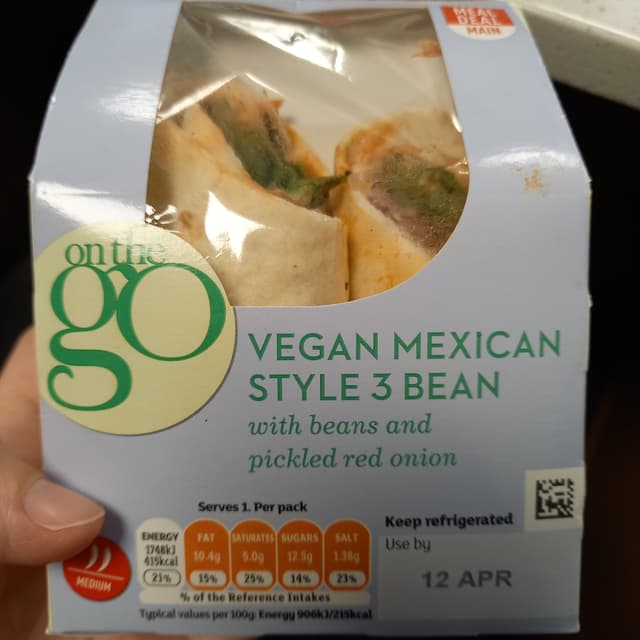 MEAL
DEAL
MAIN
on the
go
VEGAN MEXICAN
STYLE 3 BEAN
with beans and
pickled red onion
Serves 1. Per pack
ENERGY FAT SATURATES SUGARS SALT
1748kJ
415kcal 10.4g 5.0g 12.5g 1.38g
21% 15% 25% 14% 23%
% of the Reference Intakes
Typical values per 100g: Energy 906kJ/215kcal
MEDIUM
Keep refrigerated
Use by
12 APR